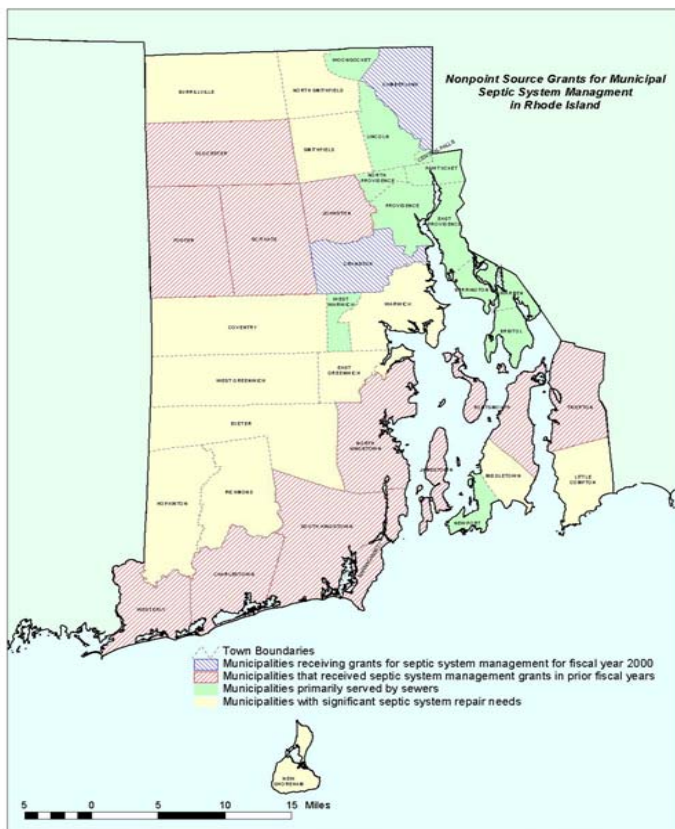 Nonpoint Source Grants for Municipal
Septic System Managment
in Rhode Island
WOONSOCKET
CUMBERLAND
BURRILLVILLE
NORTH SMITHFIELD
LINCOLN
SMITHFIELD
CENTRAL FALLS
GLOCESTER
PAWTUCKET
NORTH
PROVIDENCE
JOHNSTON
PROVIDENCE
EAST
PROVIDENCE
FOSTER
SCITUATE
CRANSTON
BARRINGTON
WARREN
WEST
WARWICK
WARWICK
BRISTOL
COVENTRY
EAST
GREENWICH
WEST GREENWICH
PORTSMOUTH
TIVERTON
EXETER
NORTH
KINGSTOWN
JAMESTOWN
MIDDLETOWN
LITTLE
COMPTON
HOPKINTON
RICHMOND
NEWPORT
SOUTH KINGSTOWN
NARRAGANSETT
CHARLESTOWN
WESTERLY
Town Boundaries
Municipalities receiving grants for septic system management for fiscal year 2000
Municipalities that received septic system management grants in prior fiscal years
Municipalities primarily served by sewers
Municipalities with significant septic system repair needs
NEW
SHOREHAM
5 0 5 10 15 Miles